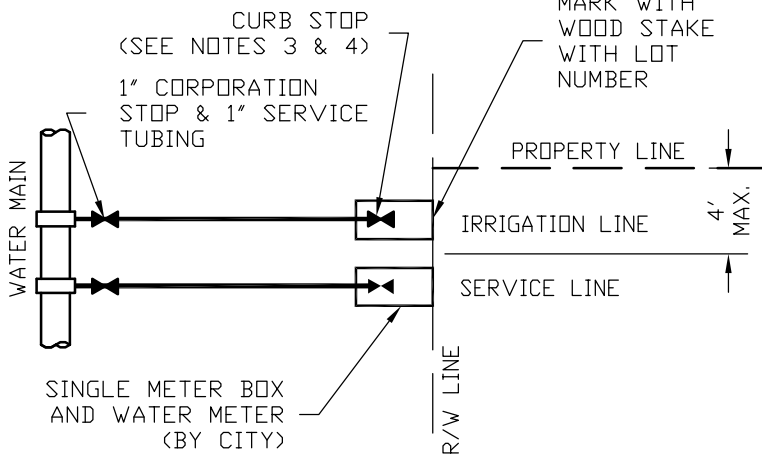 MARK WITH
WOOD STAKE
WITH LOT
NUMBER
CURB STOP
(SEE NOTES 3 & 4)
1" CORPORATION
STOP & 1" SERVICE
TUBING
PROPERTY LINE
WATER MAIN
IRRIGATION LINE
4'
MAX.
SERVICE LINE
SINGLE METER BOX
AND WATER METER
(BY CITY)
R/W LINE